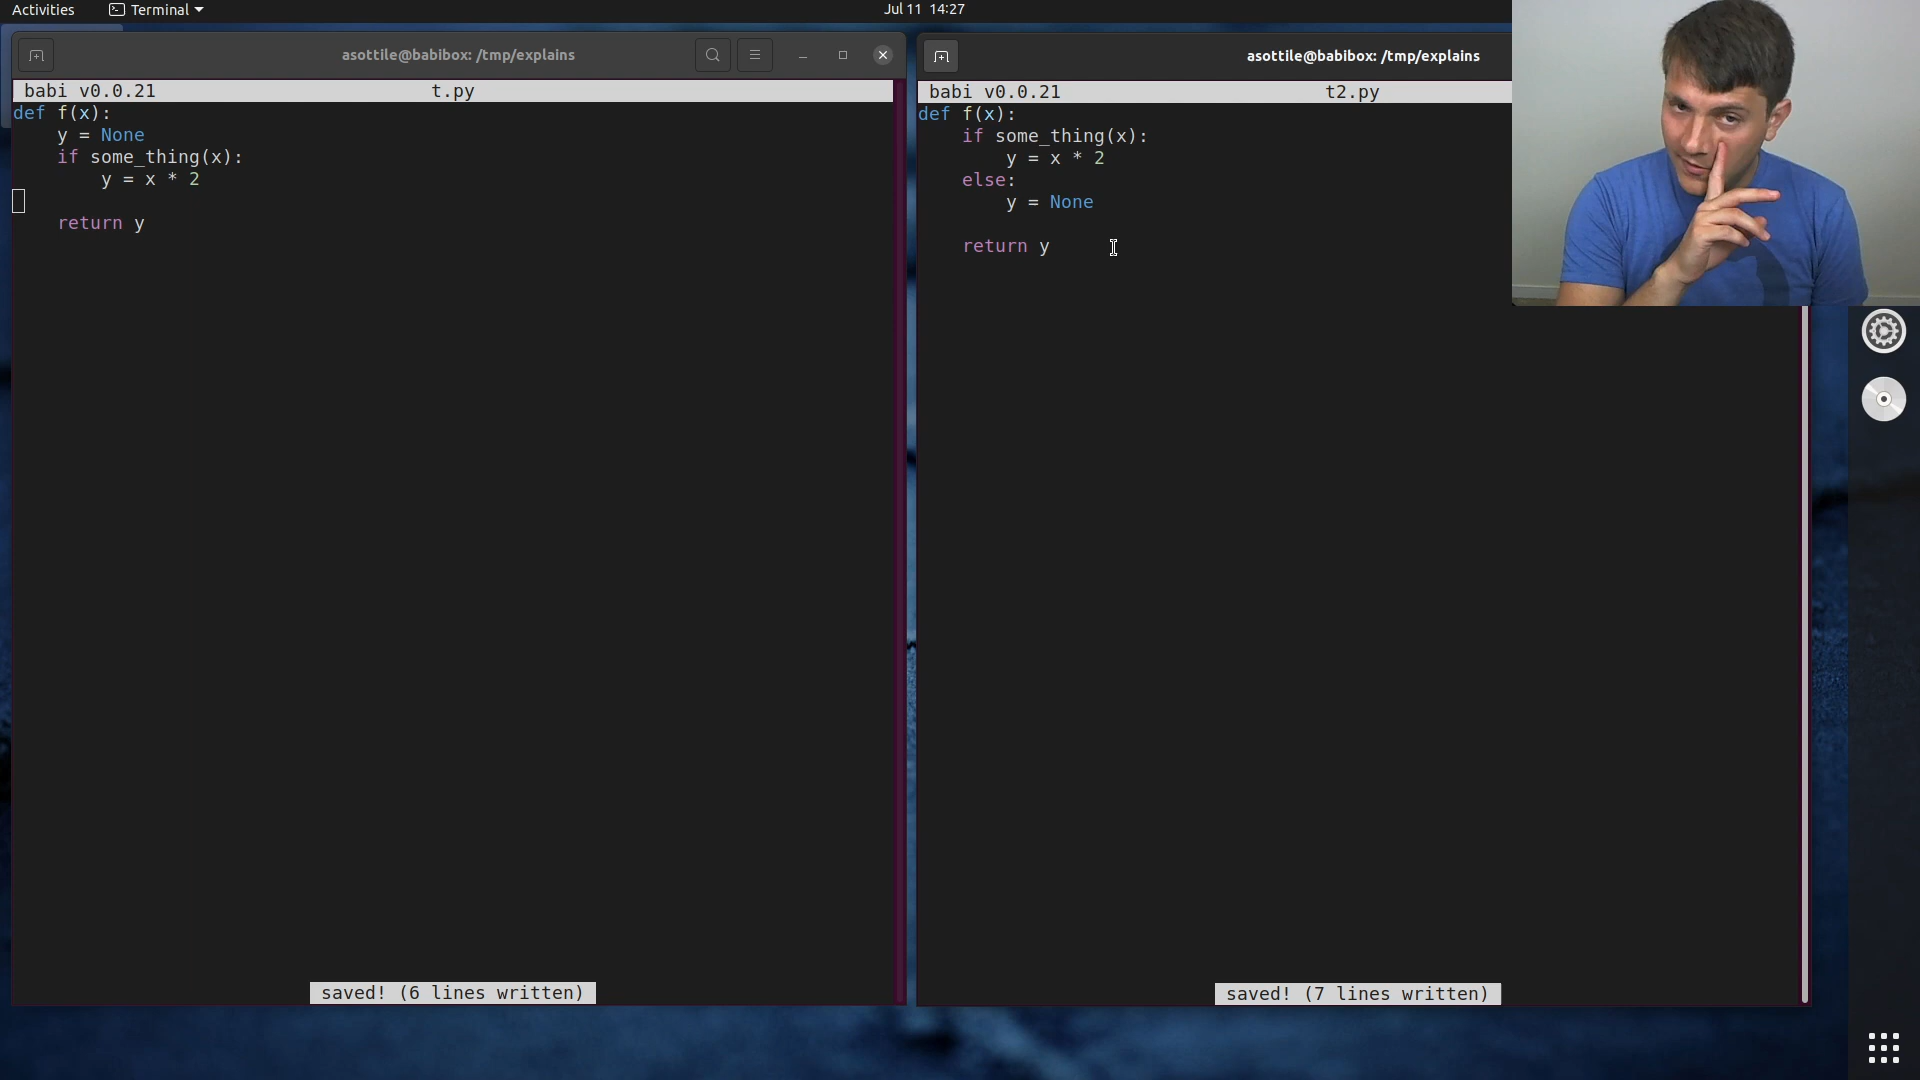 Activities
Terminal
Jul 11 14:27
asottile@babibox: /tmp/explains
babi v0.0.21
t.py
def f(x):
    y = None
    if some_thing(x):
        y = x * 2

    return y
saved! (6 lines written)
asottile@babibox: /tmp/explains
babi v0.0.21
t2.py
def f(x):
    if some_thing(x):
        y = x * 2
    else:
        y = None

    return y
saved! (7 lines written)